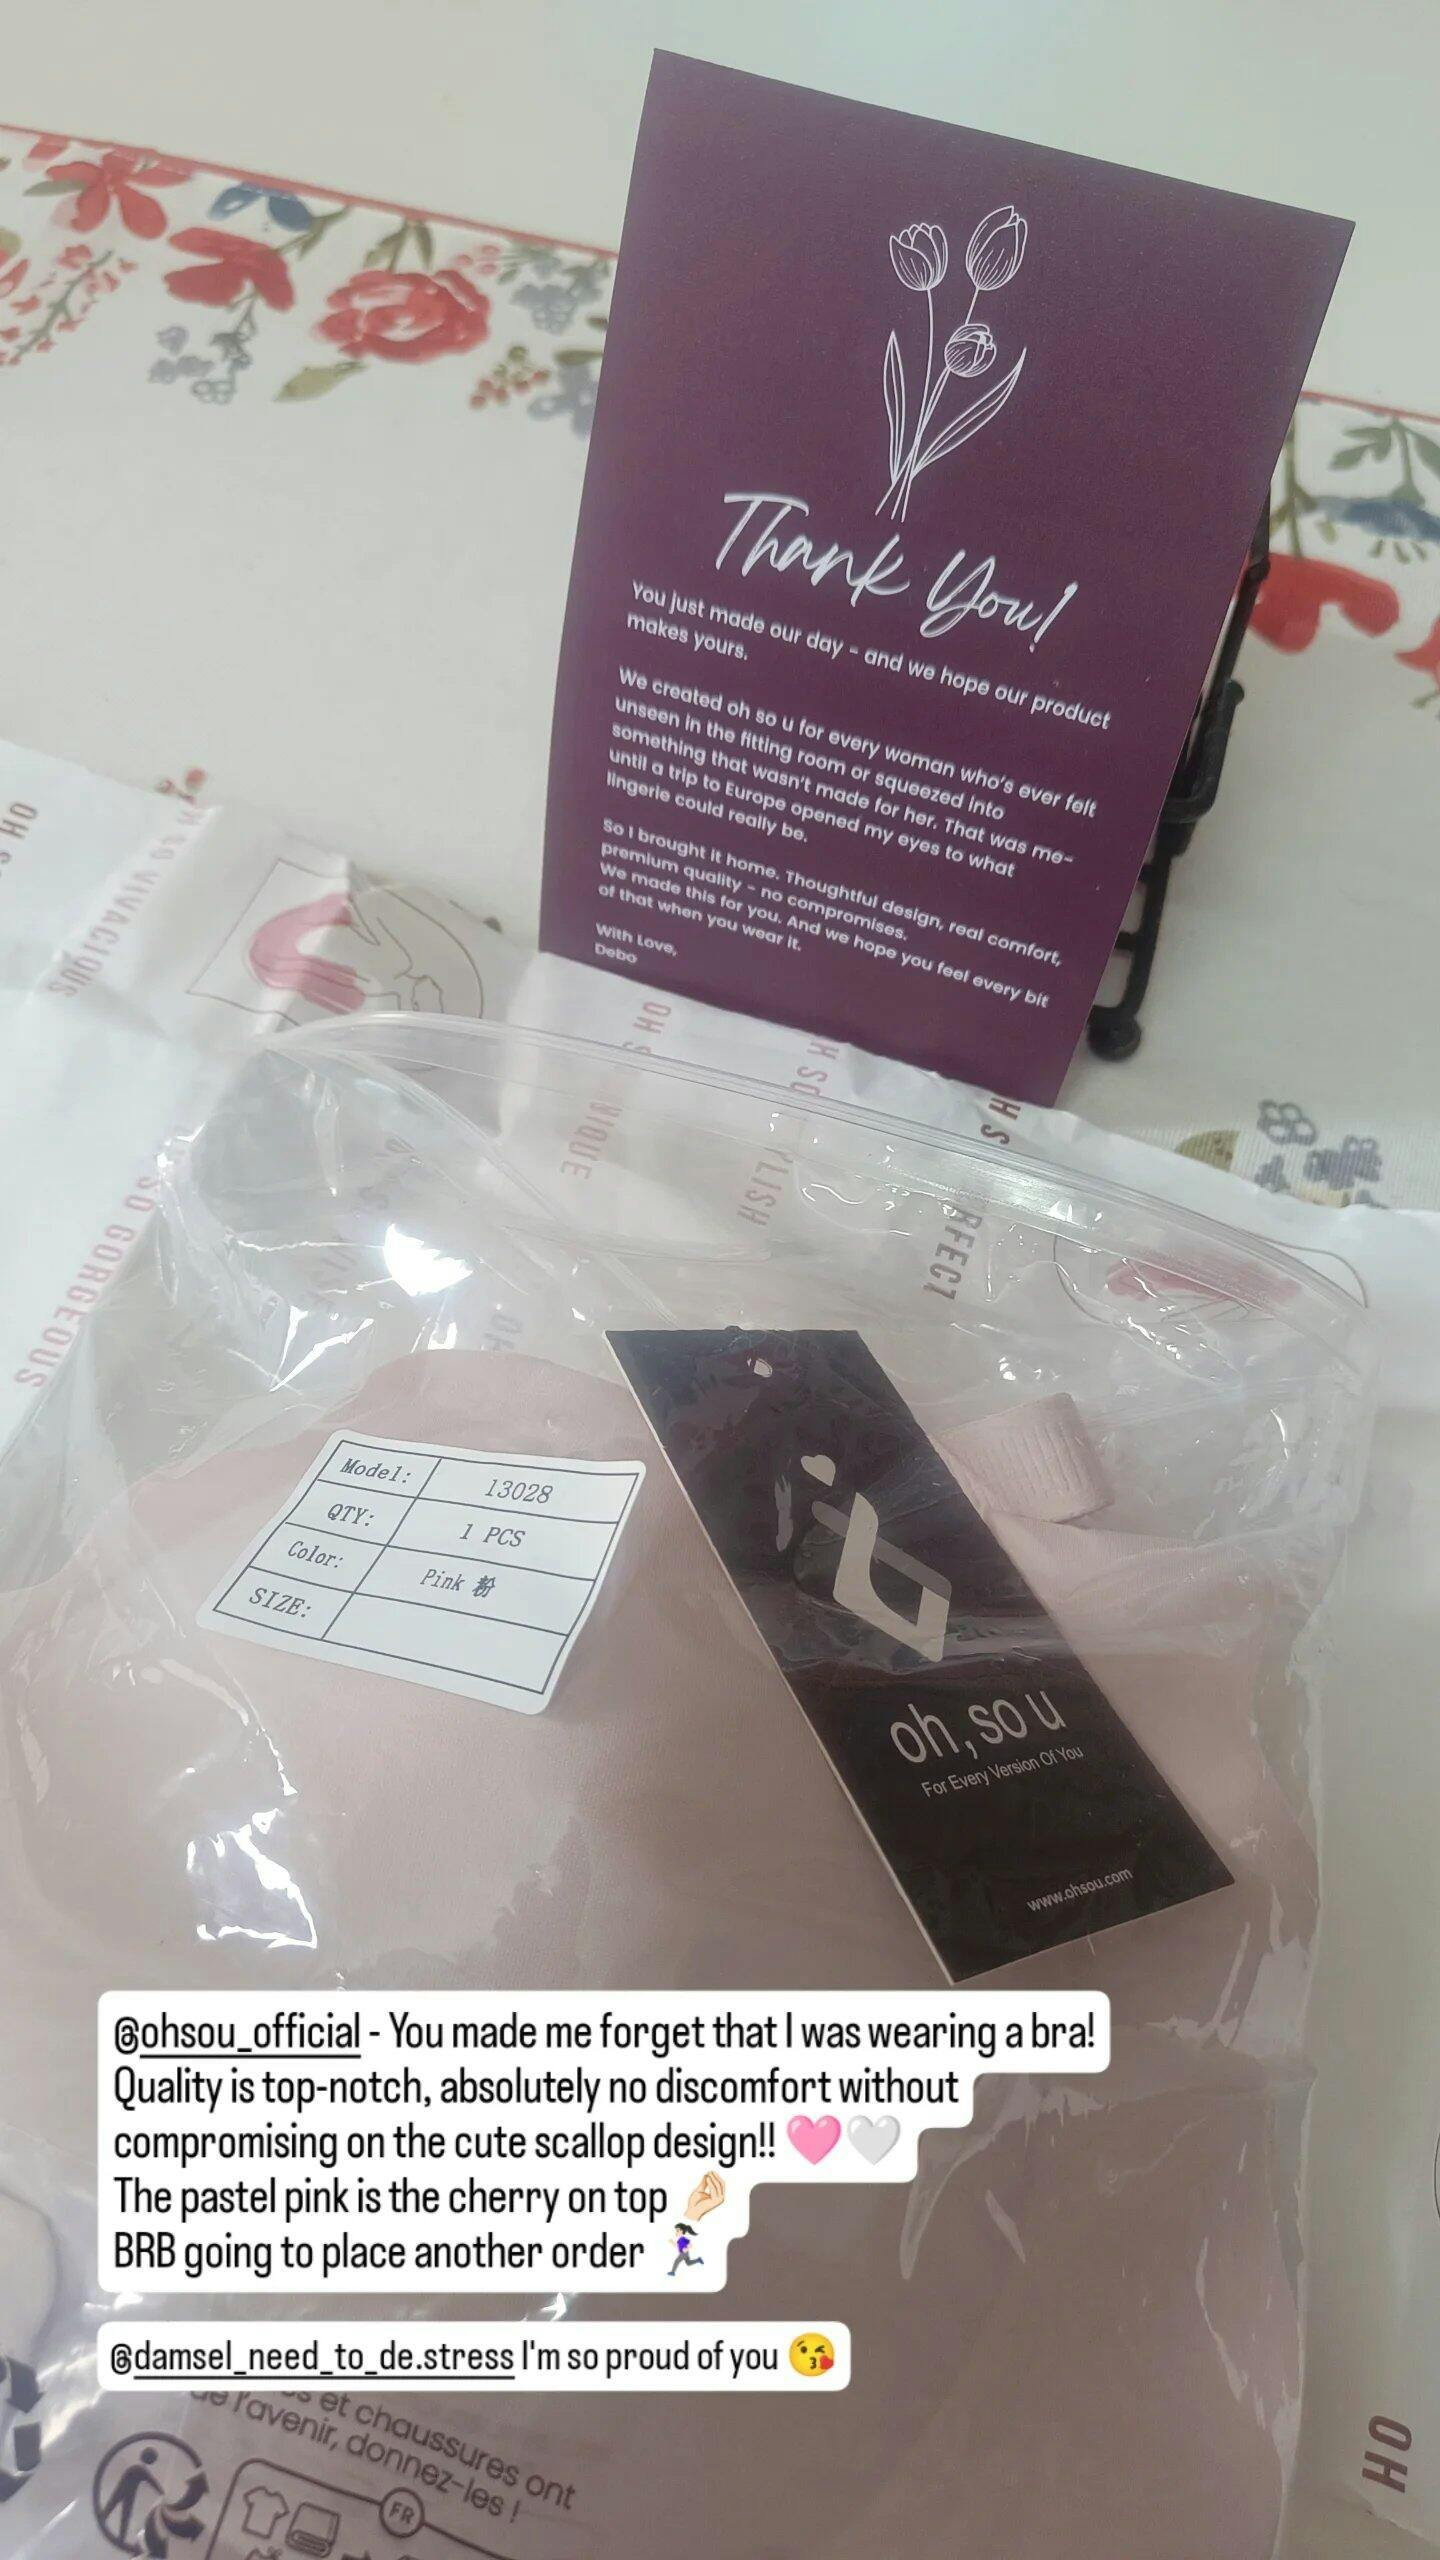 Thank You!
You just made our day - and we hope our product
makes yours.
We created oh so u for every woman who's ever felt
unseen in the fitting room or squeezed into
something that wasn't made for her. That was me-
until a trip to Europe opened my eyes to what
lingerie could really be.
So I brought it home. Thoughtful design, real comfort,
premium quality - no compromises.
We made this for you. And we hope you feel every bit
of that when you wear it.
With Love,
Debo
OH S
SO VIVACIOUS
SO GORGEOUS
OH S
NIQUE
H SO
YLISH
H S
RFECT
OH
Model: 13028
QTY: 1 PCS
Color: Pink 粉
SIZE:
oh, so u
For Every Version Of You
www.ohsou.com
@ohsou_official - You made me forget that I was wearing a bra!
Quality is top-notch, absolutely no discomfort without
compromising on the cute scallop design!! 🩷🤍
The pastel pink is the cherry on top 🤌🏻
BRB going to place another order 🏃🏻‍♀️
@damsel_need_to_de.stress I'm so proud of you 😘
et chaussures ont
de l'avenir, donnez-les !
FR
OH